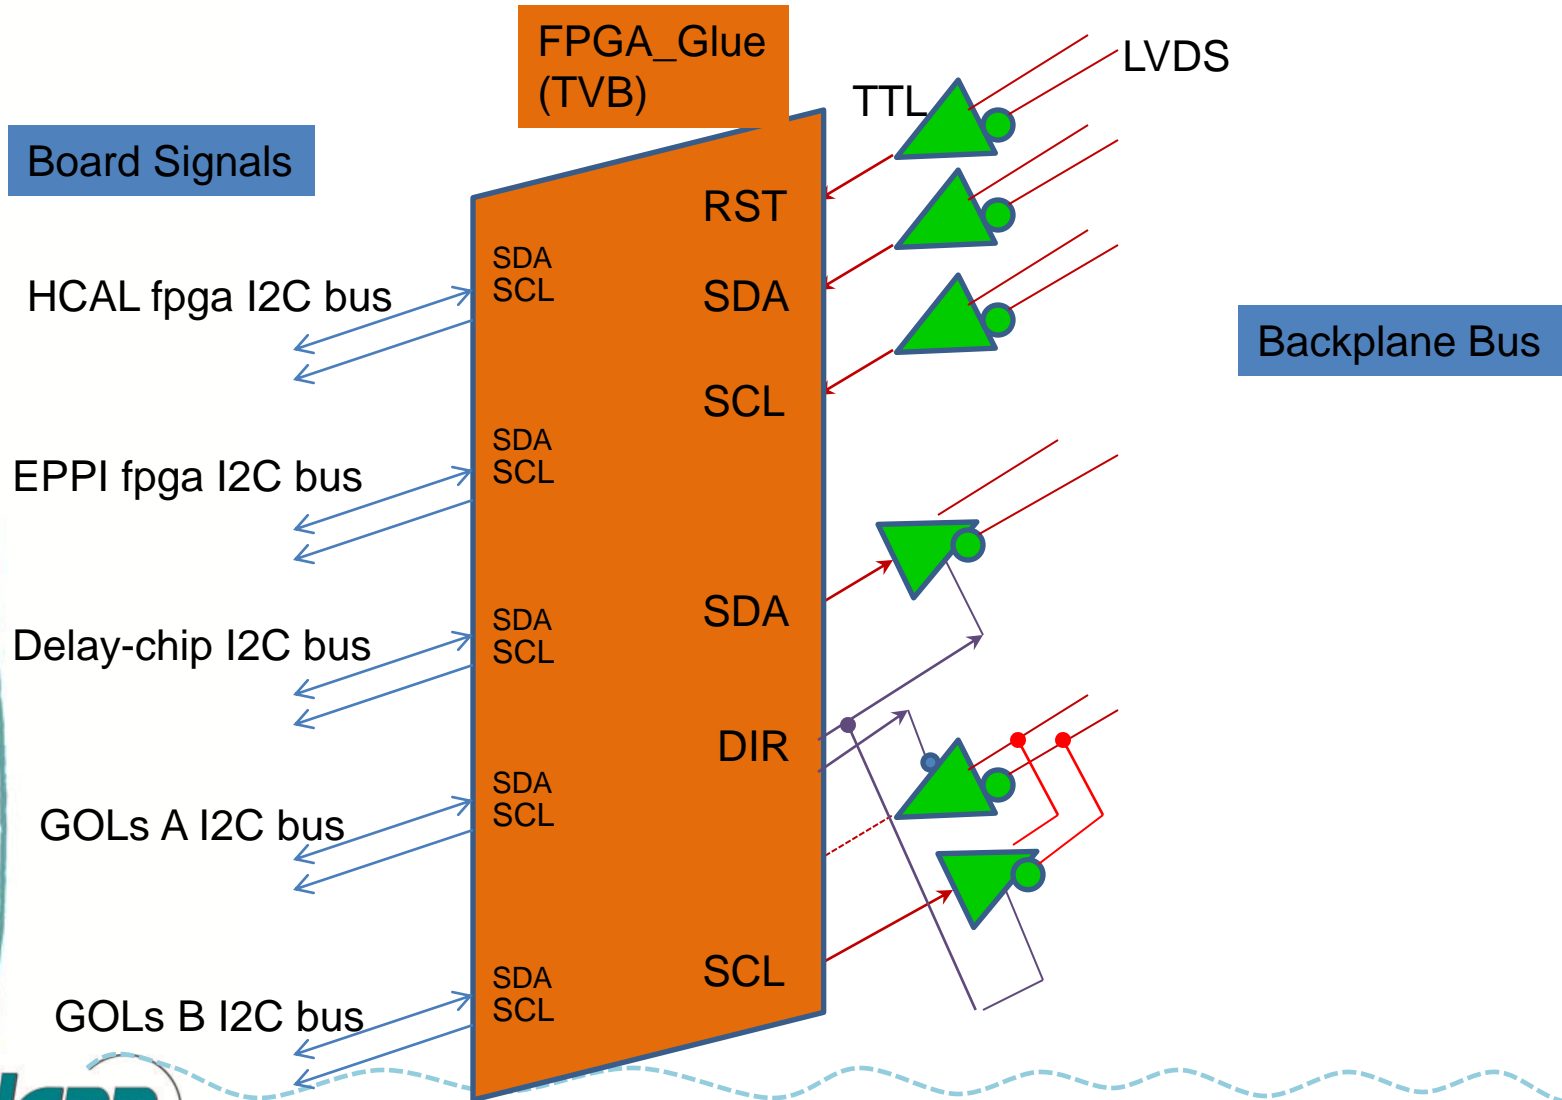 FPGA_Glue
(TVB)
LVDS
TTL
Board Signals
RST
SDA
SCL
HCAL fpga I2C bus
SDA
Backplane Bus
SCL
SDA
SCL
EPPI fpga I2C bus
SDA
SDA
SCL
Delay-chip I2C bus
DIR
SDA
SCL
GOLs A I2C bus
SCL
SDA
SCL
GOLs B I2C bus